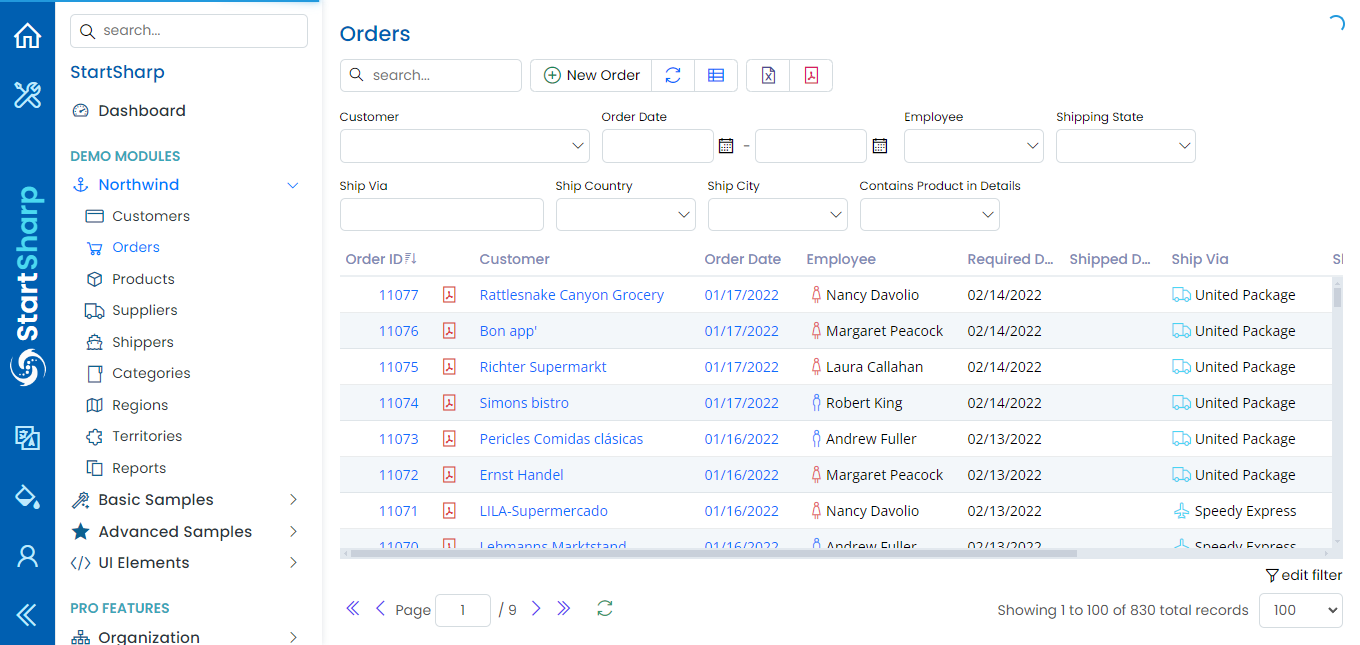 search...
StartSharp
Dashboard
DEMO MODULES
Northwind
Customers
Orders
Products
Suppliers
Shippers
Categories
Regions
Territories
Reports
Basic Samples
Advanced Samples
UI Elements
PRO FEATURES
Organization
StartSharp
Orders
search... New Order
Customer Order Date Employee Shipping State
–
Ship Via Ship Country Ship City Contains Product in Details
Order ID Customer Order Date Employee Required D... Shipped D... Ship Via
11077 Rattlesnake Canyon Grocery 01/17/2022 Nancy Davolio 02/14/2022 United Package
11076 Bon app' 01/17/2022 Margaret Peacock 02/14/2022 United Package
11075 Richter Supermarkt 01/17/2022 Laura Callahan 02/14/2022 United Package
11074 Simons bistro 01/17/2022 Robert King 02/14/2022 United Package
11073 Pericles Comidas clásicas 01/16/2022 Andrew Fuller 02/13/2022 United Package
11072 Ernst Handel 01/16/2022 Margaret Peacock 02/13/2022 United Package
11071 LILA-Supermercado 01/16/2022 Nancy Davolio 02/13/2022 Speedy Express
11070 Lehmanns Marktstand 01/16/2022 Andrew Fuller 02/13/2022 Speedy Express
edit filter
Page 1 / 9 Showing 1 to 100 of 830 total records 100